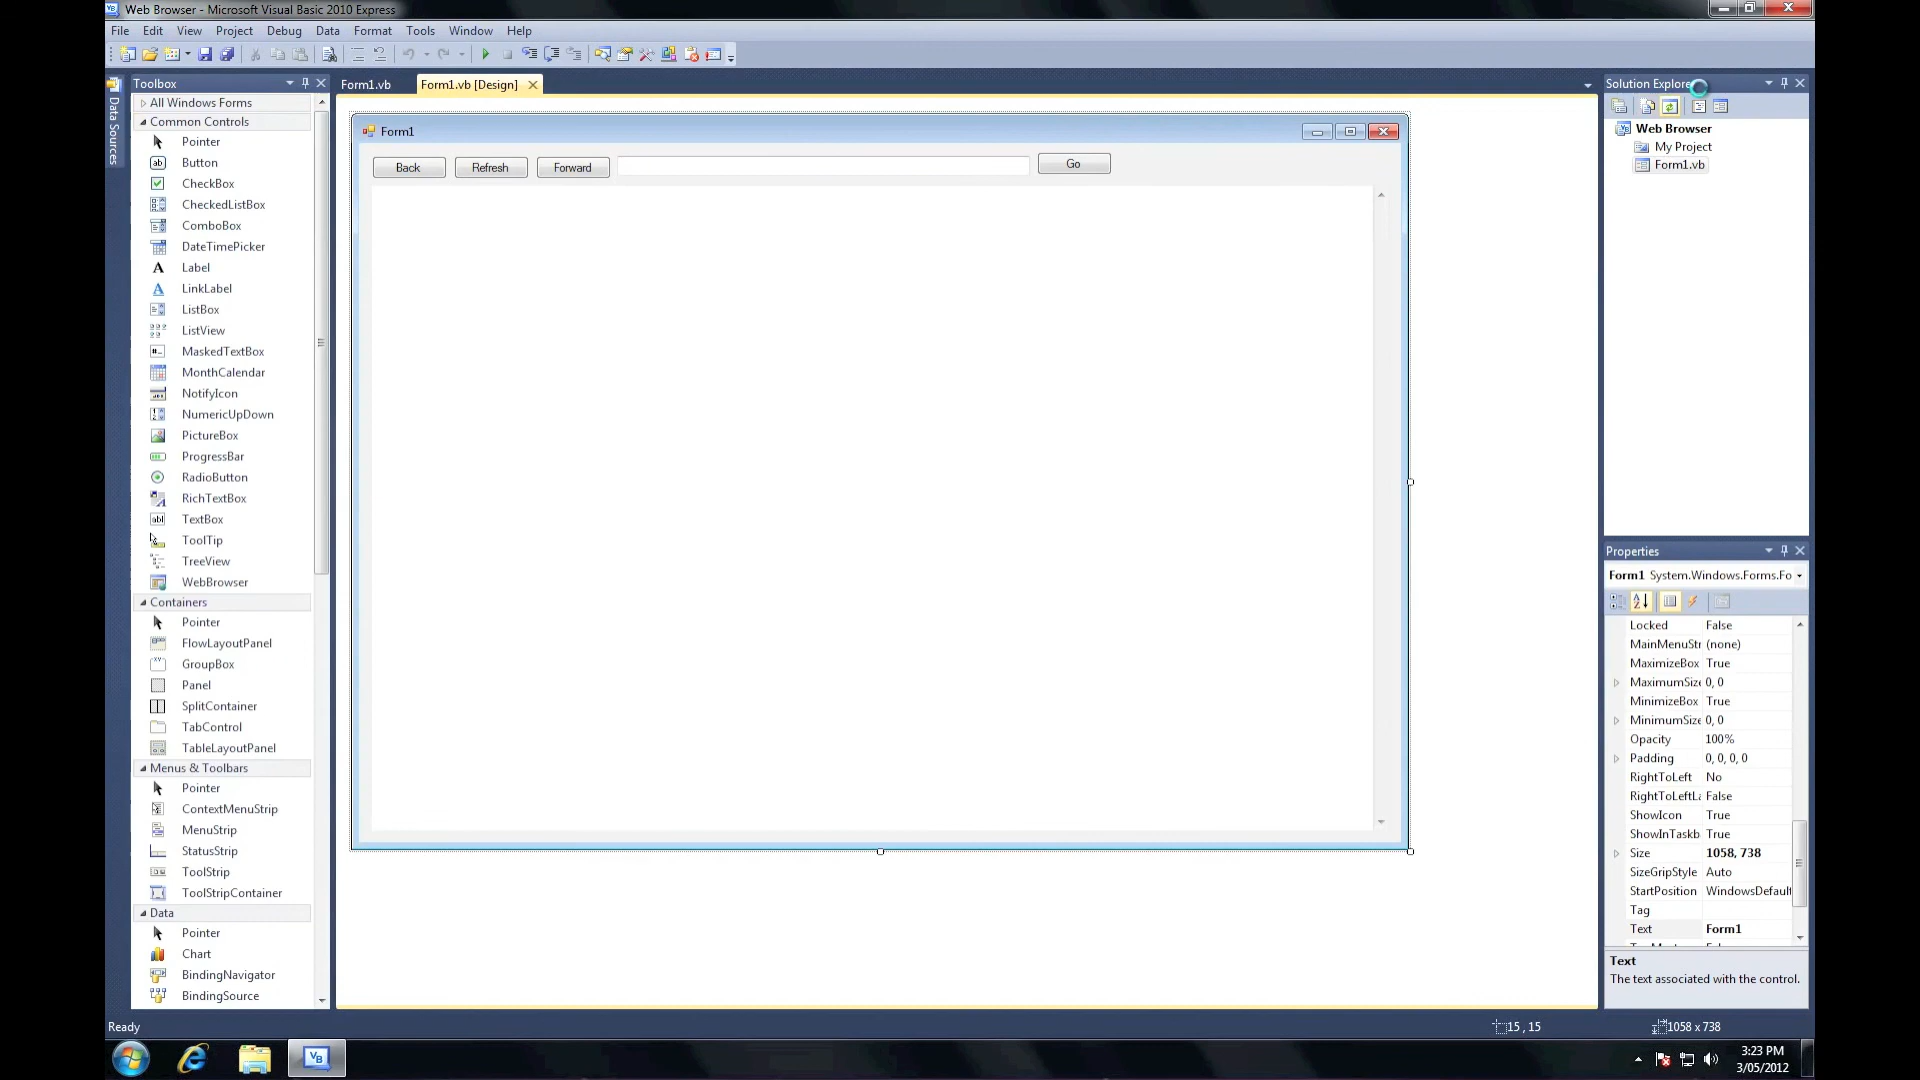 Web Browser - Microsoft Visual Basic 2010 Express
File Edit View Project Debug Data Format Tools Window Help
Data Sources
Toolbox
All Windows Forms
Common Controls
Pointer
Button
CheckBox
CheckedListBox
ComboBox
DateTimePicker
Label
LinkLabel
ListBox
ListView
MaskedTextBox
MonthCalendar
NotifyIcon
NumericUpDown
PictureBox
ProgressBar
RadioButton
RichTextBox
TextBox
ToolTip
TreeView
WebBrowser
Containers
Pointer
FlowLayoutPanel
GroupBox
Panel
SplitContainer
TabControl
TableLayoutPanel
Menus & Toolbars
Pointer
ContextMenuStrip
MenuStrip
StatusStrip
ToolStrip
ToolStripContainer
Data
Pointer
Chart
BindingNavigator
BindingSource
Form1.vb Form1.vb [Design]
Form1
Back Refresh Forward Go
Solution Explorer
Web Browser
My Project
Form1.vb
Properties
Form1 System.Windows.Forms.Fo
Locked False
MainMenuStr (none)
MaximizeBox True
MaximumSize 0, 0
MinimizeBox True
MinimumSize 0, 0
Opacity 100%
Padding 0, 0, 0, 0
RightToLeft No
RightToLeftLa False
ShowIcon True
ShowInTaskb True
Size 1058, 738
SizeGripStyle Auto
StartPosition WindowsDefault
Tag
Text Form1
Text
The text associated with the control.
Ready
15 , 15
1058 x 738
3:23 PM
3/05/2012